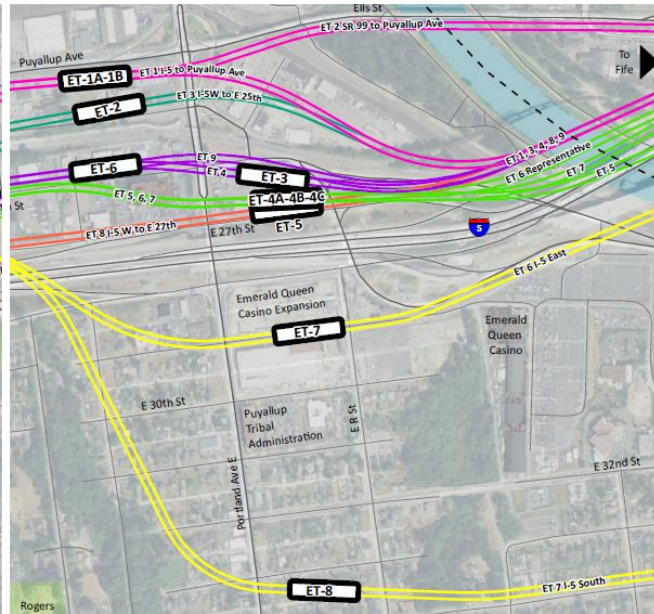 Ells St
ET 2 SR 99 to Puyallup Ave
Puyallup Ave
To
Fife
ET-1A-1B
ET 1 I-5 to Puyallup Ave
ET-2
ET 3 I-5W to E 25th
ET 1, 3, 4, 8, 9
ET-6
ET 9
ET 4
ET-3
ET 6 Representative
ET 7
ET 5
ET 5, 6, 7
ET-4A-4B-4C
ET-5
h St
ET 8 I-5 W to E 27th
E 27th St
5
ET 6 I-5 East
Emerald Queen
Casino Expansion
ET-7
Emerald
Queen
Casino
E 30th St
Puyallup
Tribal
Administration
E R St
Portland Ave E
E 32nd St
ET-8
ET 7 I-5 South
Rogers